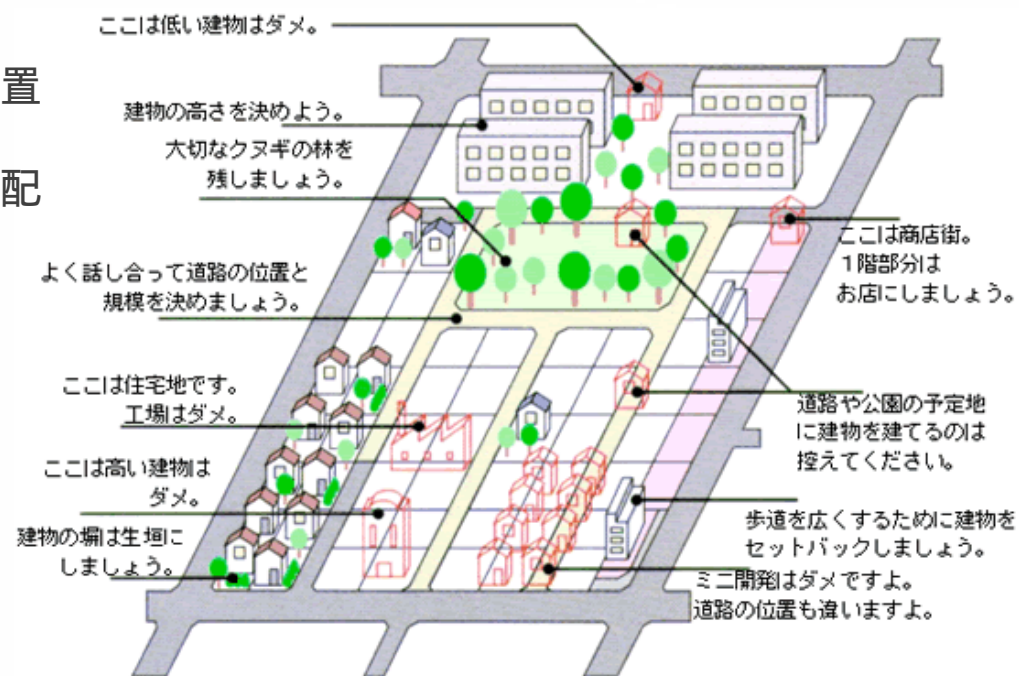 ここは低い建物はダメ。
置
建物の高さを決めよう。
大切なクヌギの林を
残しましょう。
配
ここは商店街。
1階部分は
お店にしましょう。
よく話し合って道路の位置と
規模を決めましょう。
ここは住宅地です。
工場はダメ。
道路や公園の予定地
に建物を建てるのは
控えてください。
ここは高い建物は
ダメ。
歩道を広くするために建物を
セットバックしましょう。
建物の塀は生垣に
しましょう。
ミニ開発はダメですよ。
道路の位置も違いますよ。